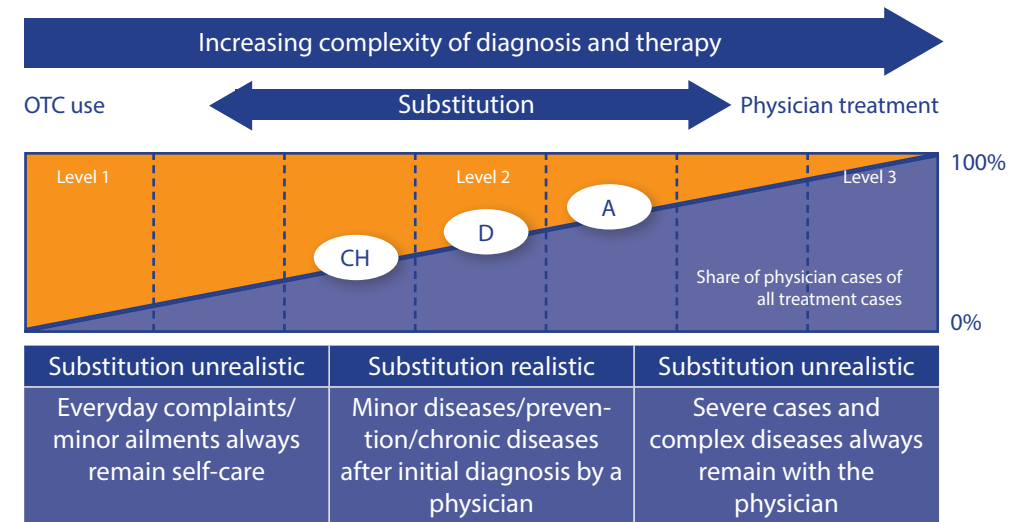 Increasing complexity of diagnosis and therapy
OTC use
Substitution
Physician treatment
Level 1
Level 2
Level 3
100%
A
D
CH
Share of physician cases of
all treatment cases
0%
Substitution unrealistic
Everyday complaints/
minor ailments always
remain self-care
Substitution realistic
Minor diseases/preven-
tion/chronic diseases
after initial diagnosis by a
physician
Substitution unrealistic
Severe cases and
complex diseases always
remain with the
physician